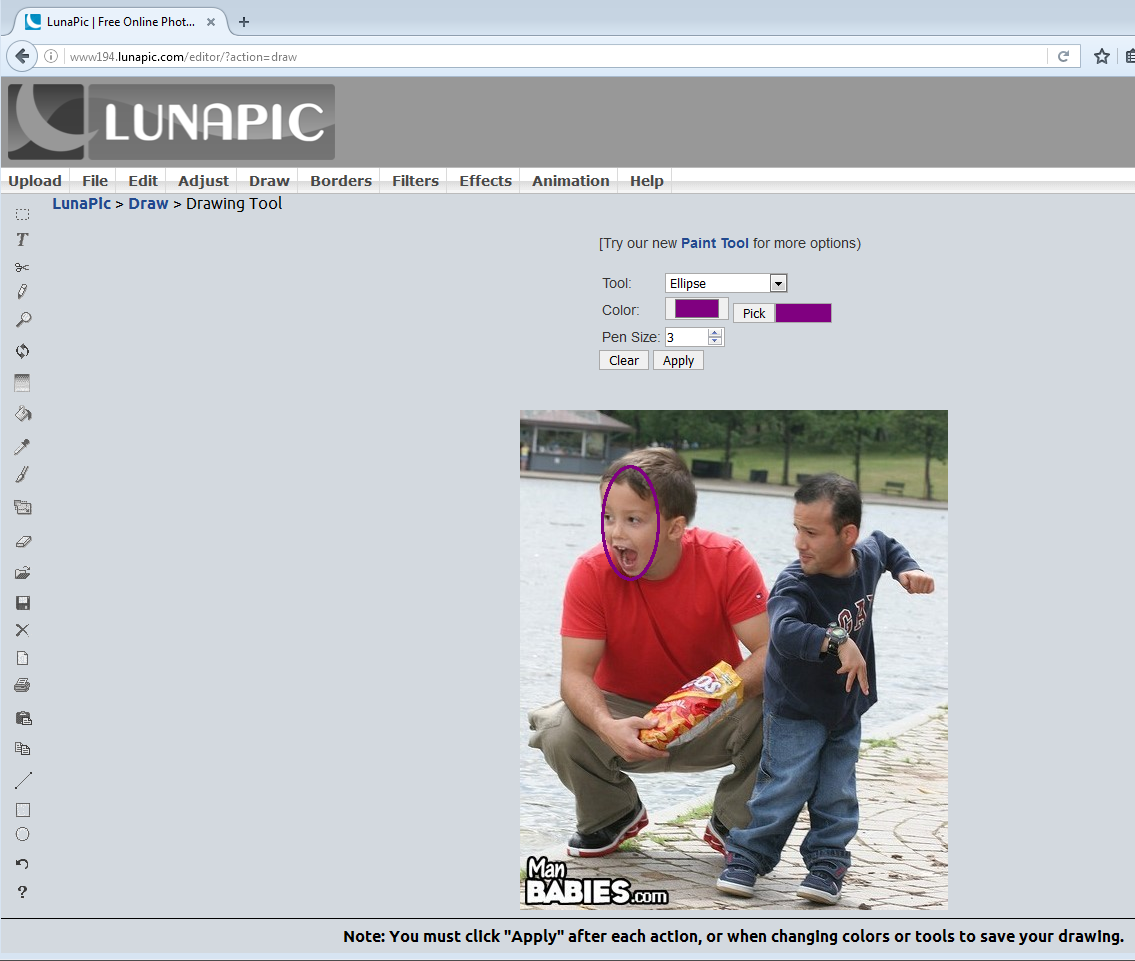 LunaPic | Free Online Phot...
www194.lunapic.com/editor/?action=draw
LUNAPIC
Upload File Edit Adjust Draw Borders Filters Effects Animation Help
LunaPic > Draw > Drawing Tool
[Try our new Paint Tool for more options)
Tool: Ellipse
Color: Pick
Pen Size: 3
Clear Apply
GA
Man
BABIES.com
Note: You must click "Apply" after each action, or when changing colors or tools to save your drawing.